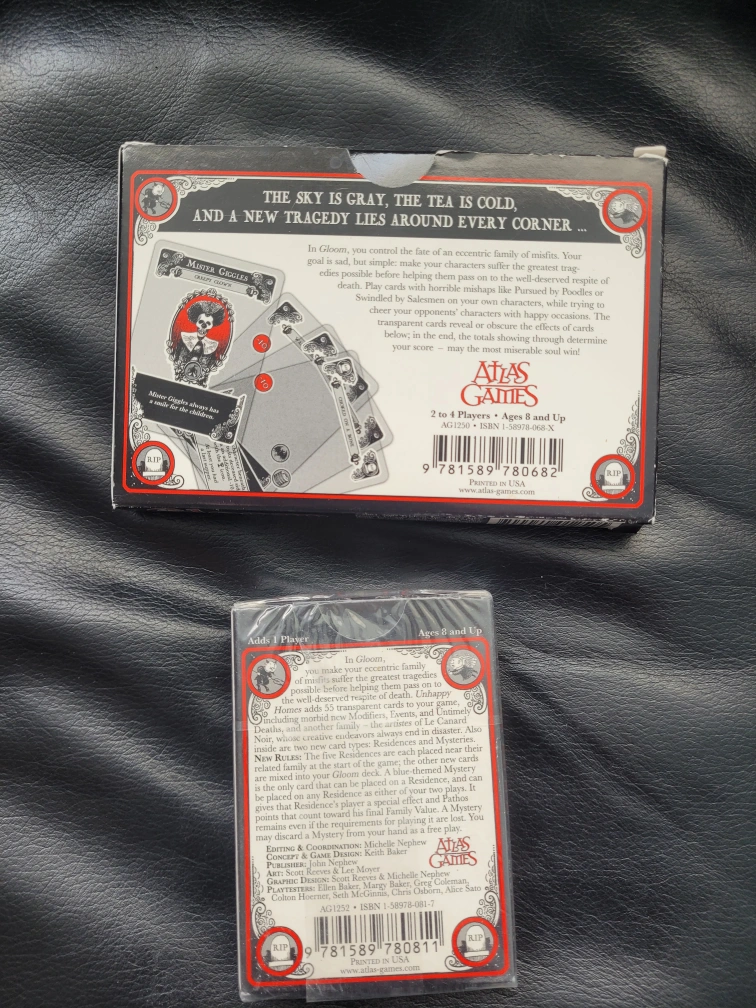 THE SKY IS GRAY, THE TEA IS COLD,
AND A NEW TRAGEDY LIES AROUND EVERY CORNER ...
In Gloom, you control the fate of an eccentric family of misfits. Your
goal is sad, but simple: make your characters suffer the greatest trag-
edies possible before helping them pass on to the well-deserved respite of
death. Play cards with horrible mishaps like Pursued by Poodles or
Swindled by Salesmen on your own characters, while trying to
cheer your opponents' characters with happy occasions. The
transparent cards reveal or obscure the effects of cards
below; in the end, the totals showing through determine
your score – may the most miserable soul win!
MISTER GIGGLES
CREEPY CLOWN
-10
-10
Mister Giggles always has
a smile for the children.
ATLAS
GAMES
2 to 4 Players • Ages 8 and Up
AG1250 • ISBN 1-58978-068-X
9 781589 780682
PRINTED IN USA
www.atlas-games.com
RIP
RIP
Adds 1 Player
Ages 8 and Up
In Gloom,
you make your eccentric family
of misfits suffer the greatest tragedies
possible before helping them pass on to
the well-deserved respite of death. Unhappy
Homes adds 55 transparent cards to your game,
including morbid new Modifiers, Events, and Untimely
Deaths, and another family – the artistes of Le Canard
Noir, whose creative endeavors always end in disaster. Also
inside are two new card types: Residences and Mysteries.
NEW RULES: The five Residences are each placed near their
related family at the start of the game; the other new cards
are mixed into your Gloom deck. A blue-themed Mystery
is the only card that can be placed on a Residence, and can
be placed on any Residence as either of your two plays. It
gives that Residence's player a special effect and Pathos
points that count toward his final Family Value. A Mystery
remains even if the requirements for playing it are lost. You
may discard a Mystery from your hand as a free play.
EDITING & COORDINATION: Michelle Nephew
CONCEPT & GAME DESIGN: Keith Baker
PUBLISHER: John Nephew
ART: Scott Reeves & Lee Moyer
GRAPHIC DESIGN: Scott Reeves & Michelle Nephew
PLAYTESTERS: Ellen Baker, Margy Baker, Greg Coleman,
Colton Hoerner, Seth McGinnis, Chris Osborn, Alice Sato
ATLAS
GAMES
AG1252 • ISBN 1-58978-081-7
9 781589 780811
PRINTED IN USA
www.atlas-games.com
RIP
RIP